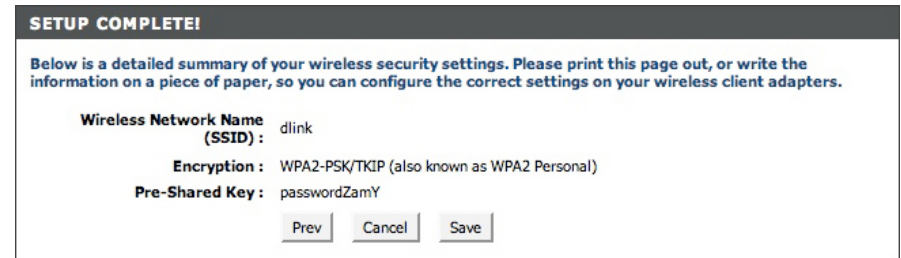 SETUP COMPLETE!
Below is a detailed summary of your wireless security settings. Please print this page out, or write the
information on a piece of paper, so you can configure the correct settings on your wireless client adapters.
Wireless Network Name
(SSID) : dlink
Encryption : WPA2-PSK/TKIP (also known as WPA2 Personal)
Pre-Shared Key : passwordZamY
Prev Cancel Save